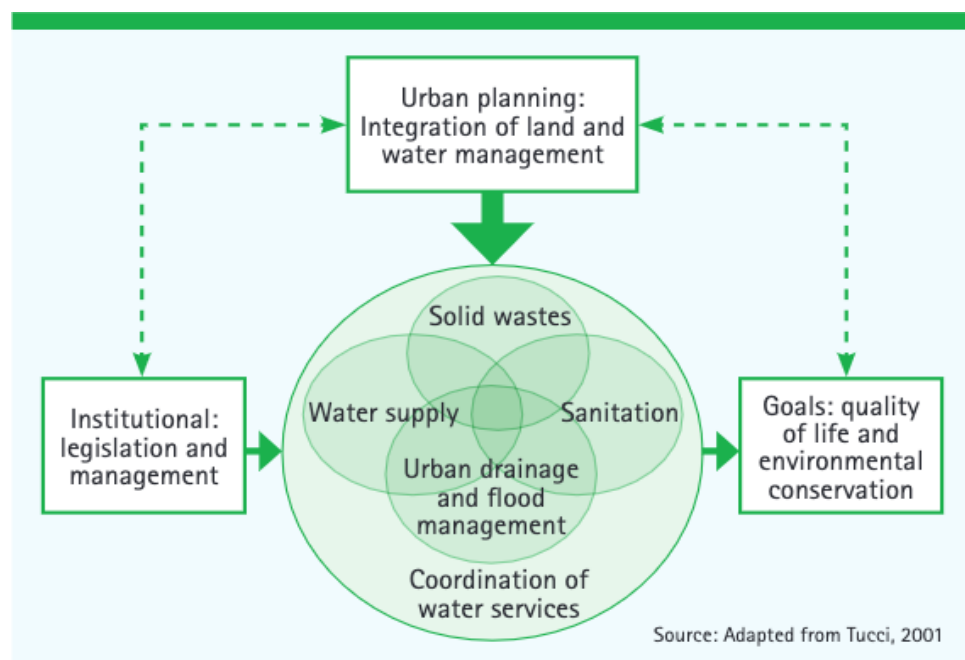 Urban planning:
Integration of land and
water management
Solid wastes
Water supply
Sanitation
Urban drainage
and flood
management
Coordination of
water services
Institutional:
legislation and
management
Goals: quality
of life and
environmental
conservation
Source: Adapted from Tucci, 2001